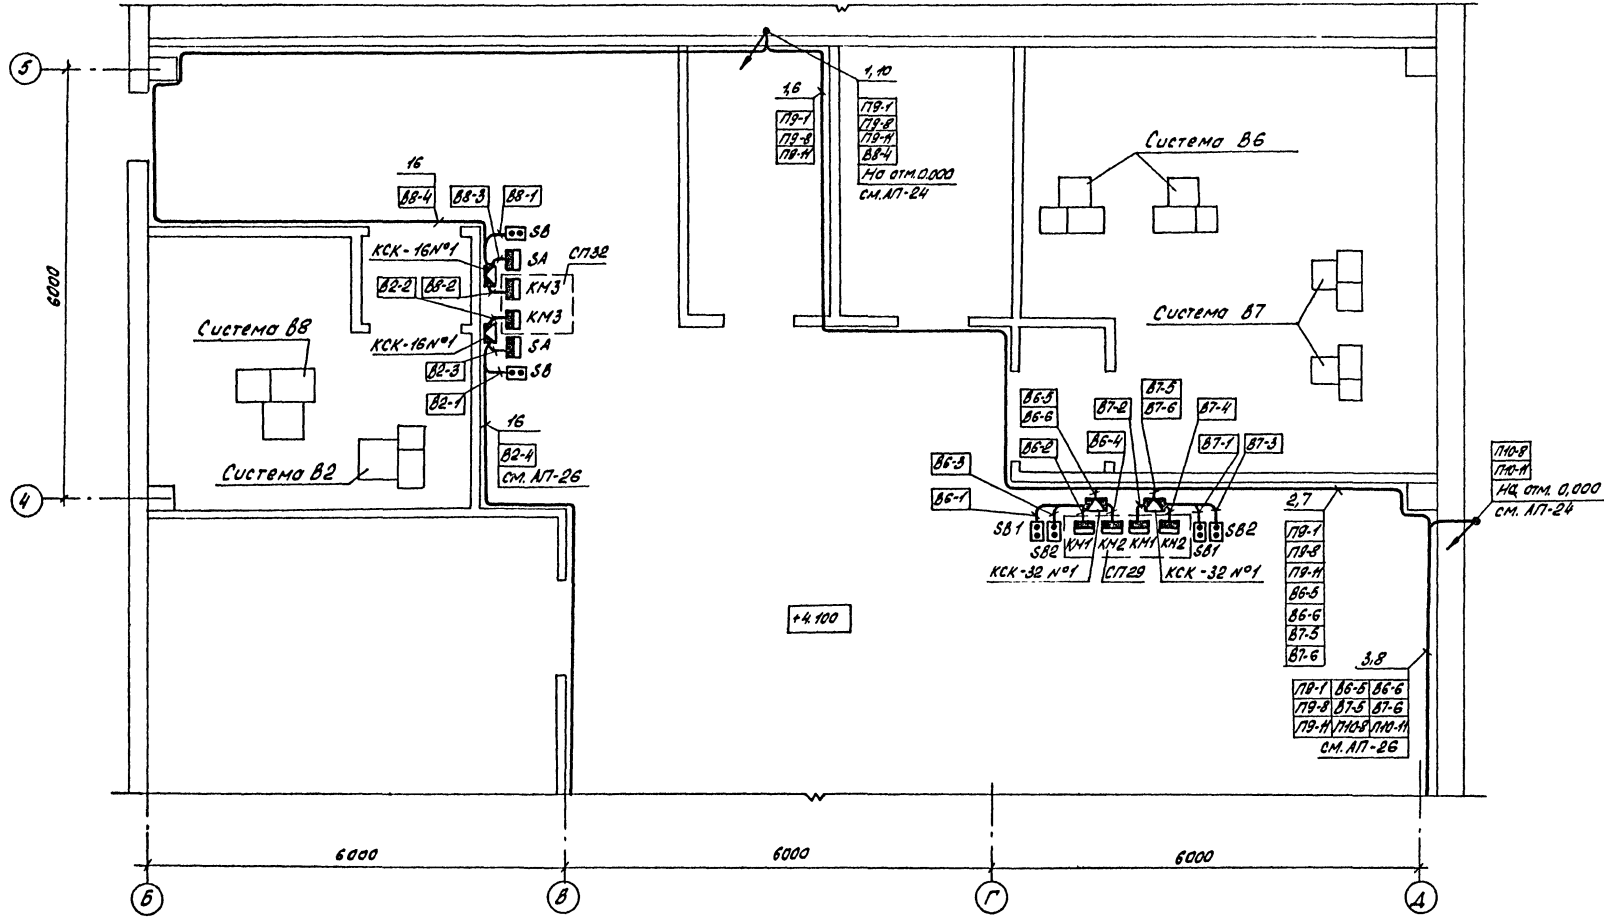 5
1,10
1,6
П9-1
П9-8
П9-11
П9-1
П9-8
П9-11
В8-4
На отм. 0.000
см. АП-24
Система В6
16
В8-4
В8-3
В8-1
SB
КСК-16№1
SA
СП32
В2-2
В8-2
КМ3
6000
Система В8
КМ3
КСК-16№1
SA
В2-3
SB
В2-1
Система В7
16
В2-4
см. АП-26
Система В2
В6-5
В6-6
В7-2
В7-5
В7-6
В7-4
В6-2
В6-4
В7-1
В7-3
В6-3
В6-1
П10-8
П10-11
На отм. 0,000
см. АП-24
4
2,7
SB1
SB2
КМ1
КМ2
КМ1
КМ2
SB1
SB2
КСК-32 №1
СП29
КСК-32 №1
П9-1
П9-8
П9-11
В6-5
В6-6
В7-5
В7-6
+4.100
3,8
П9-1 В6-5 В6-6
П9-8 В7-5 В7-6
П9-11 П10-8 П10-11
см. АП-26
6000
6000
6000
Б
В
Г
Д